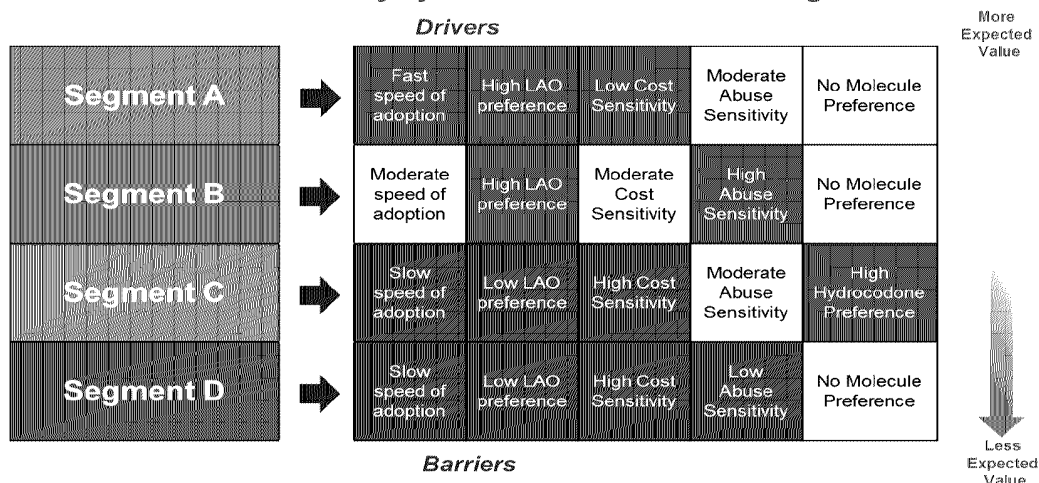 Drivers
More
Expected
Value
Segment A
Fast
speed of
adoption
High LAO
preference
Low Cost
Sensitivity
Moderate
Abuse
Sensitivity
No Molecule
Preference
Segment B
Moderate
speed of
adoption
High LAO
preference
Moderate
Cost
Sensitivity
High
Abuse
Sensitivity
No Molecule
Preference
Segment C
Slow
speed of
adoption
Low LAO
preference
High Cost
Sensitivity
Moderate
Abuse
Sensitivity
High
Hydrocodone
Preference
Segment D
Slow
speed of
adoption
Low LAO
preference
High Cost
Sensitivity
Low
Abuse
Sensitivity
No Molecule
Preference
Barriers
Less
Expected
Value